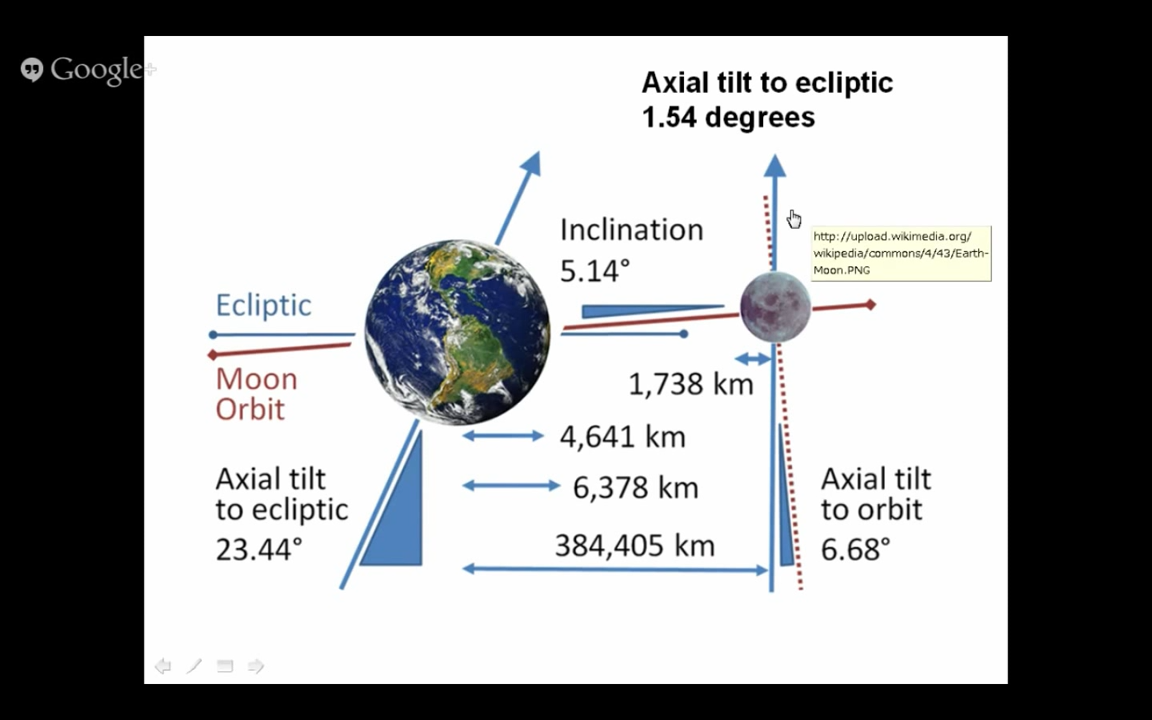 Google+
Axial tilt to ecliptic
1.54 degrees
Inclination
5.14°
http://upload.wikimedia.org/
wikipedia/commons/4/43/Earth-
Moon.PNG
Ecliptic
Moon
Orbit
1,738 km
4,641 km
6,378 km
384,405 km
Axial tilt
to ecliptic
23.44°
Axial tilt
to orbit
6.68°